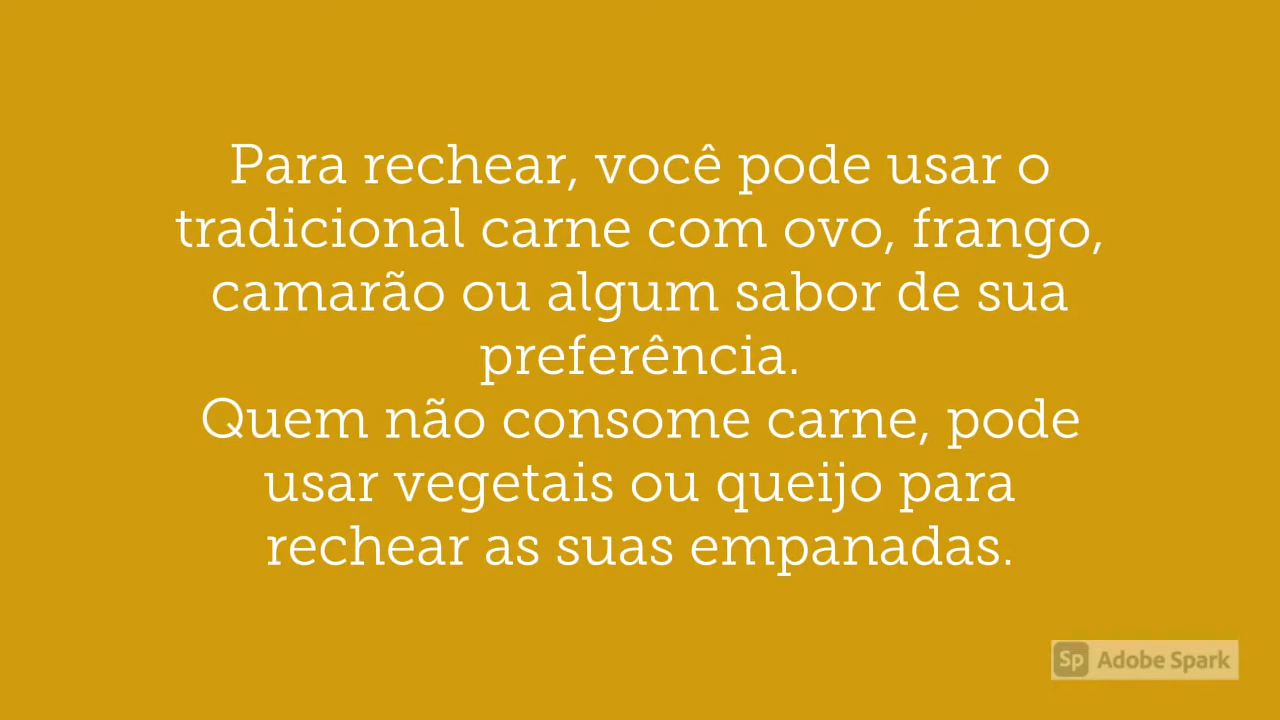 Para rechear, você pode usar o
tradicional carne com ovo, frango,
camarão ou algum sabor de sua
preferência.
Quem não consome carne, pode
usar vegetais ou queijo para
rechear as suas empanadas.
Sp Adobe Spark